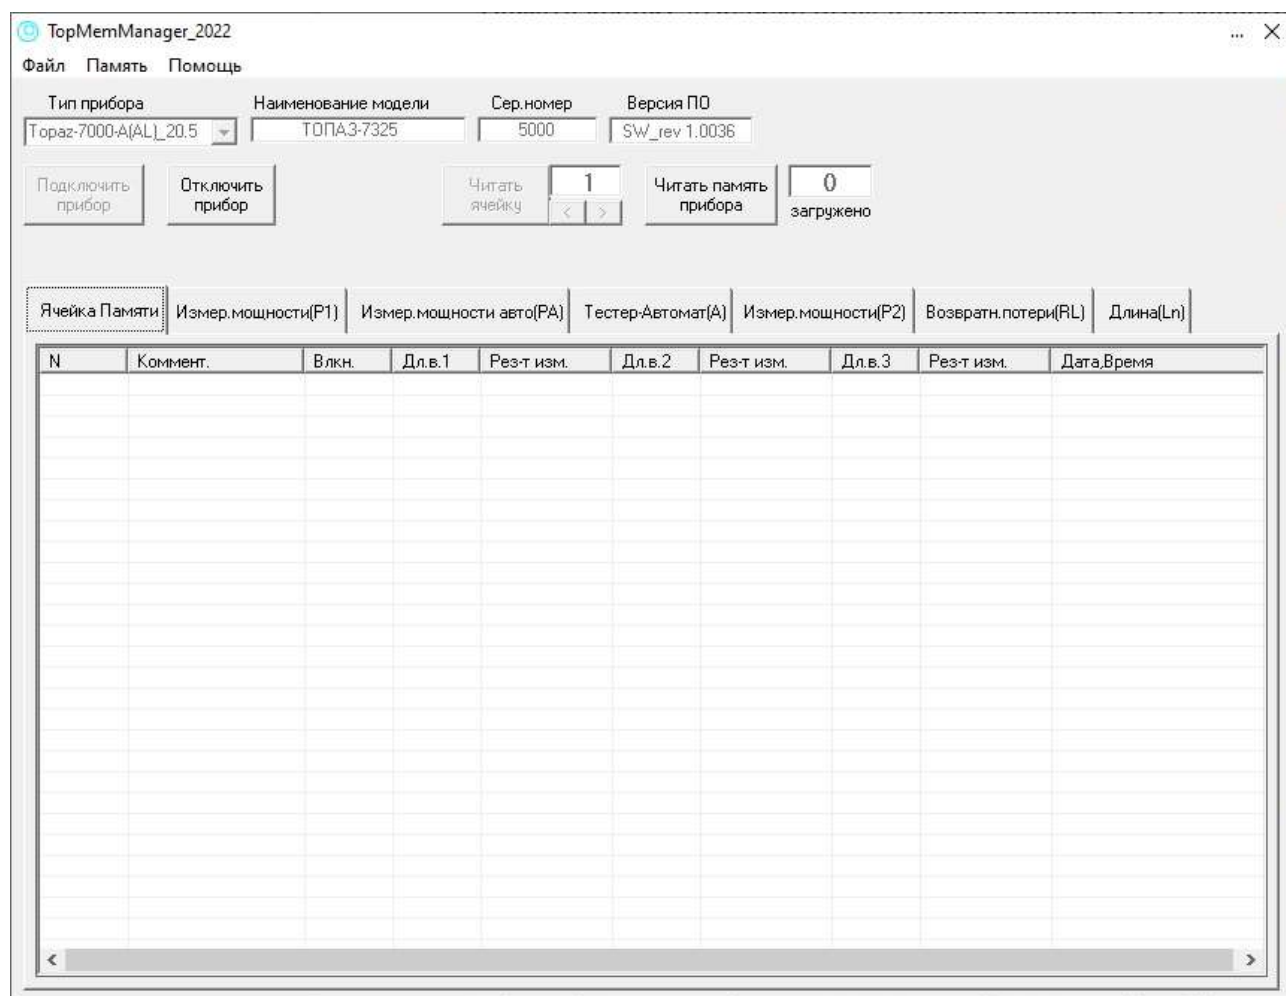 TopMemManager_2022
...
Файл Память Помощь
Тип прибора Наименование модели Сер.номер Версия ПО
Topaz-7000-A(AL)_20.5 ТОПАЗ-7325 5000 SW_rev 1.0036
Подключить прибор
Отключить прибор
Читать ячейку
1
< >
Читать память прибора
0
загружено
Ячейка Памяти Измер.мощности(P1) Измер.мощности авто(PA) Тестер-Автомат(A) Измер.мощности(P2) Возвратн.потери(RL) Длина(Ln)
N Коммент. Влкн. Дл.в.1 Рез-т изм. Дл.в.2 Рез-т изм. Дл.в.3 Рез-т изм. Дата,Время